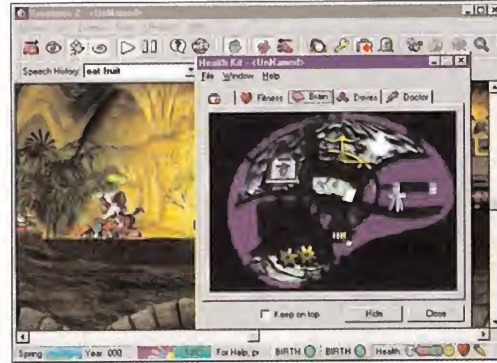 Creatures 2 <UnNamed>
Speech History: eat fruit
Health Kit - <UnNamed>
File Window Help
Fitness Brain Drives Doctor
Keep on top Hide Close
Spring Year 000 For Help, p BIRTH BIRTH Health